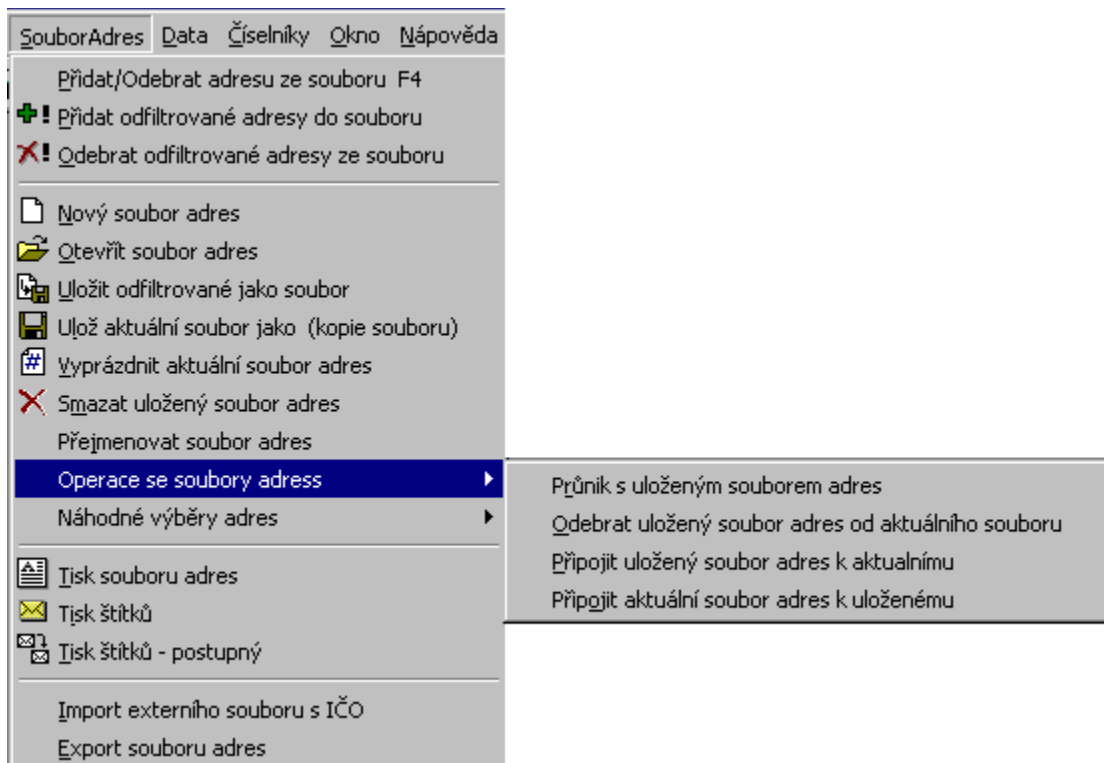 SouborAdres Data Číselníky Okno Nápověda
Přidat/Odebrat adresu ze souboru F4
Přidat odfiltrované adresy do souboru
Odebrat odfiltrované adresy ze souboru
Nový soubor adres
Otevřít soubor adres
Uložit odfiltrované jako soubor
Ulož aktuální soubor jako (kopie souboru)
Vyprázdnit aktuální soubor adres
Smazat uložený soubor adres
Přejmenovat soubor adres
Operace se soubory adress
Náhodné výběry adres
Tisk souboru adres
Tisk štítků
Tisk štítků - postupný
Import externího souboru s IČO
Export souboru adres
Průnik s uloženým souborem adres
Odebrat uložený soubor adres od aktuálního souboru
Připojit uložený soubor adres k aktualnímu
Připojit aktuální soubor adres k uloženému